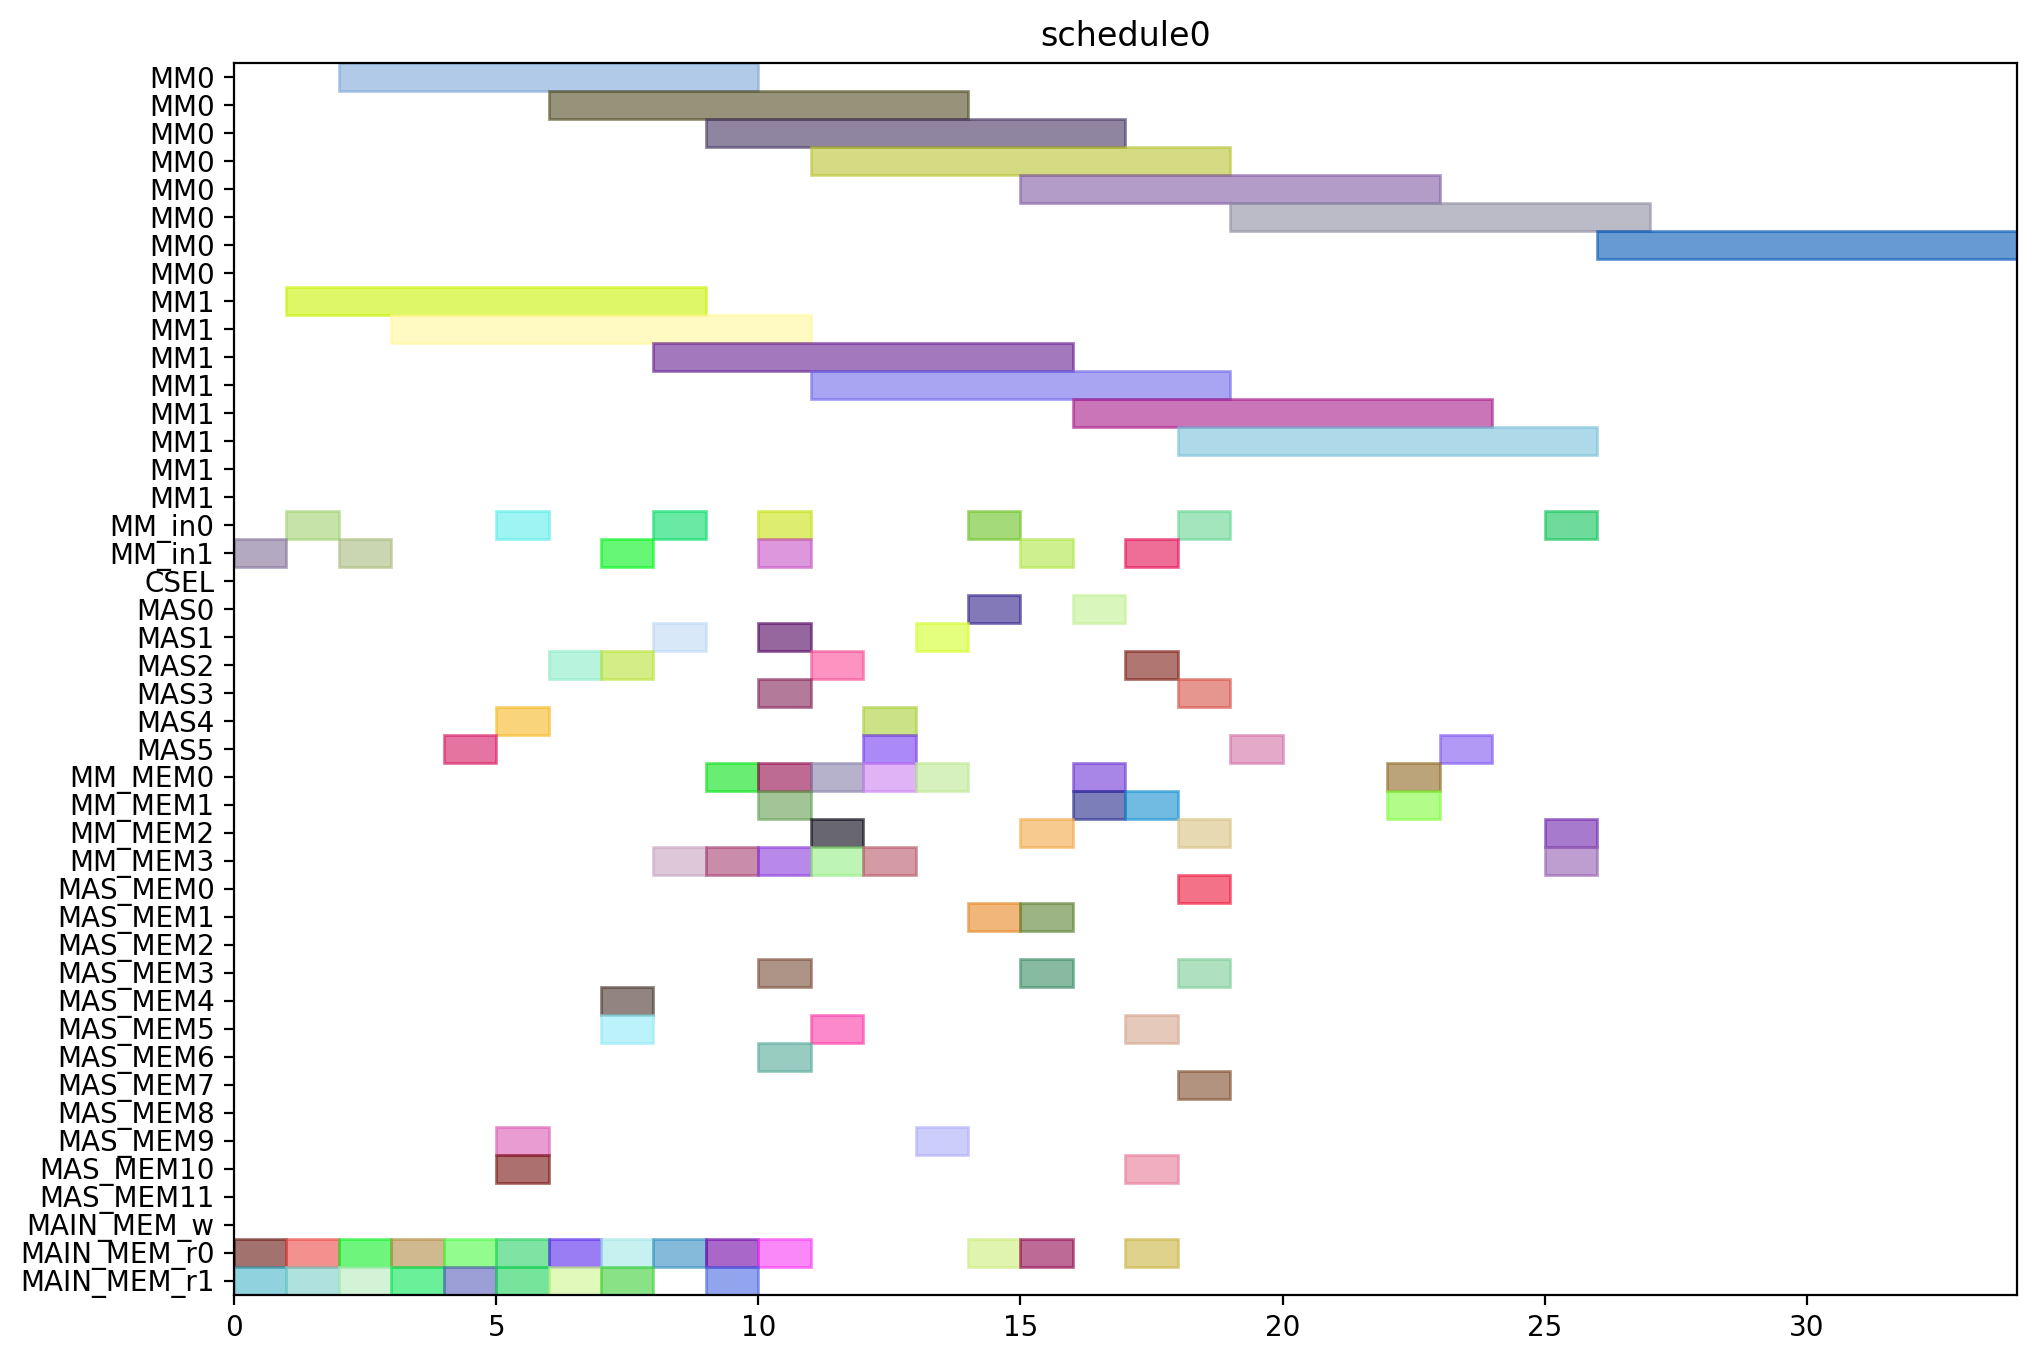 schedule0
MM0
MM0
MM0
MM0
MM0
MM0
MM0
MM0
MM1
MM1
MM1
MM1
MM1
MM1
MM1
MM1
MM_in0
MM_in1
CSEL
MAS0
MAS1
MAS2
MAS3
MAS4
MAS5
MM_MEM0
MM_MEM1
MM_MEM2
MM_MEM3
MAS_MEM0
MAS_MEM1
MAS_MEM2
MAS_MEM3
MAS_MEM4
MAS_MEM5
MAS_MEM6
MAS_MEM7
MAS_MEM8
MAS_MEM9
MAS_MEM10
MAS_MEM11
MAIN_MEM_w
MAIN_MEM_r0
MAIN_MEM_r1
0 5 10 15 20 25 30